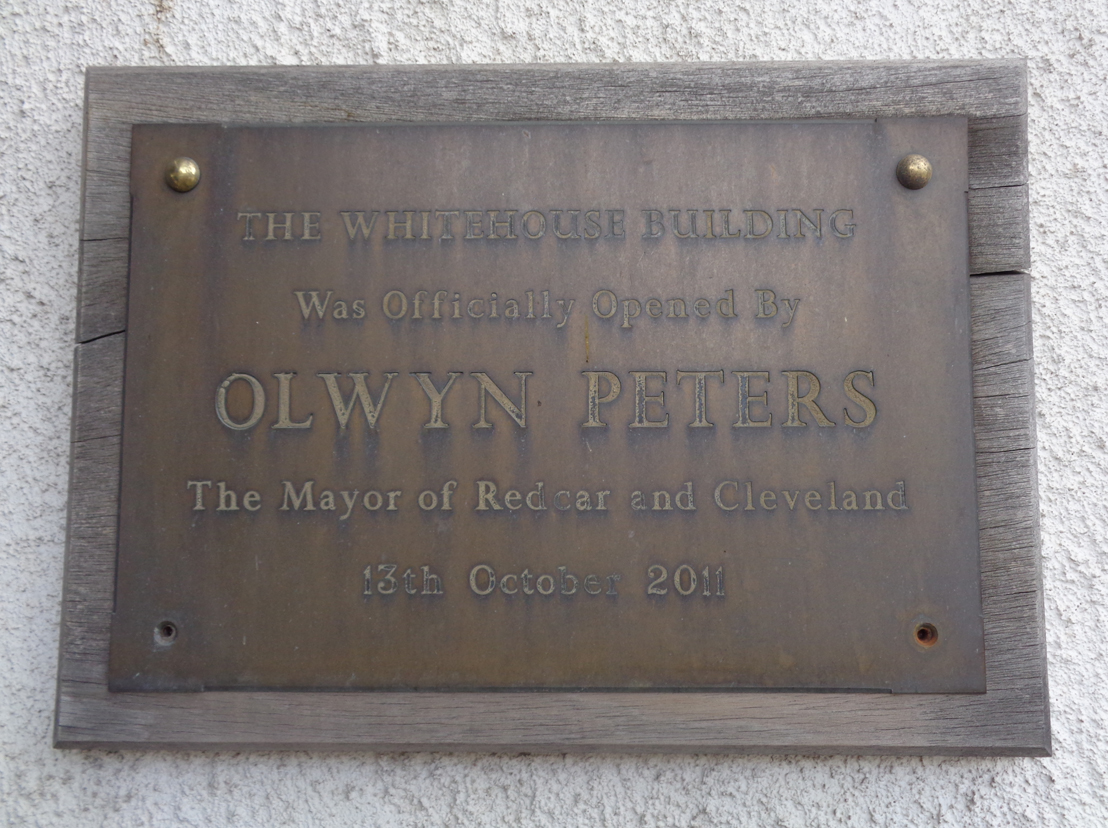 THE WHITEHOUSE BUILDING
Was Officially Opened By
OLWYN PETERS
The Mayor of Redcar and Cleveland
13th October 2011